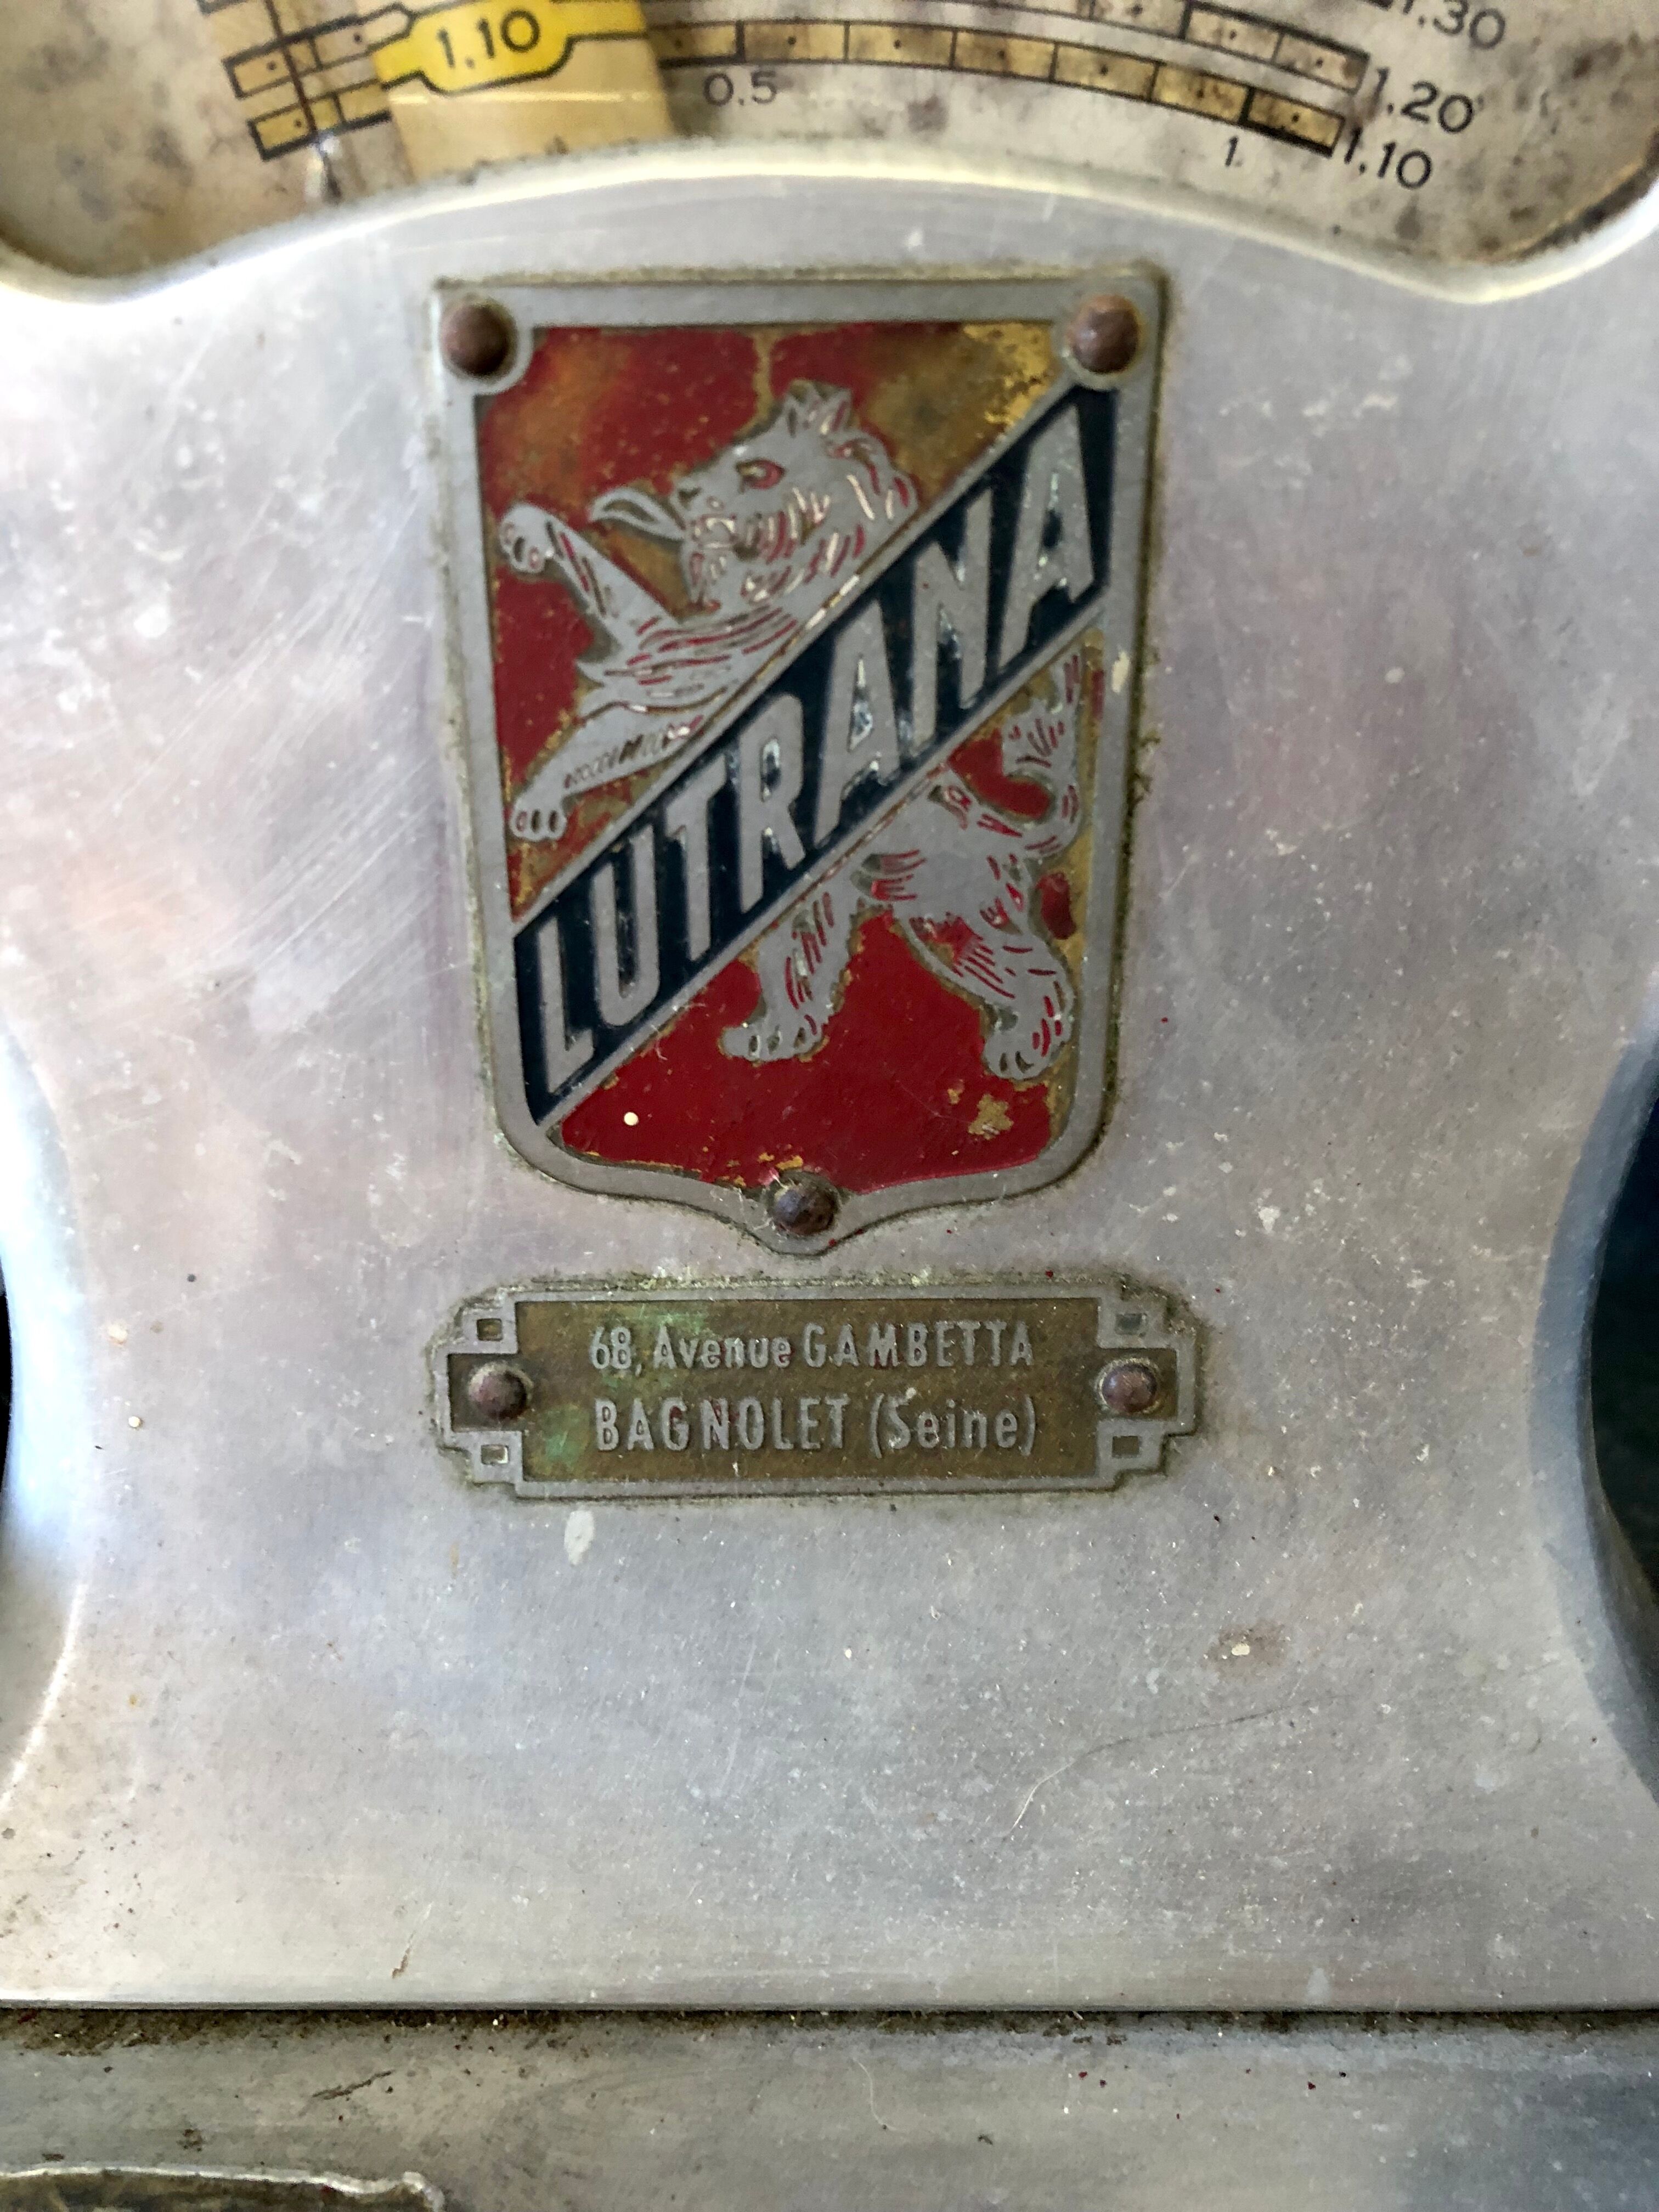 1.30
1.10
0.5
1.20
1
1.10
LUTRANA
68, Avenue GAMBETTA
BAGNOLET (Seine)